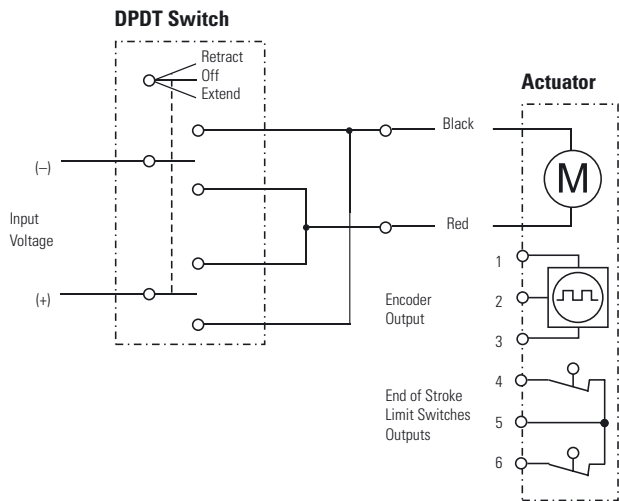 DPDT Switch
Retract
Off
Extend
Actuator
Black
(–)
M
Input
Voltage
Red
1
(+)
Encoder
Output
2
3
4
End of Stroke
Limit Switches
Outputs
5
6